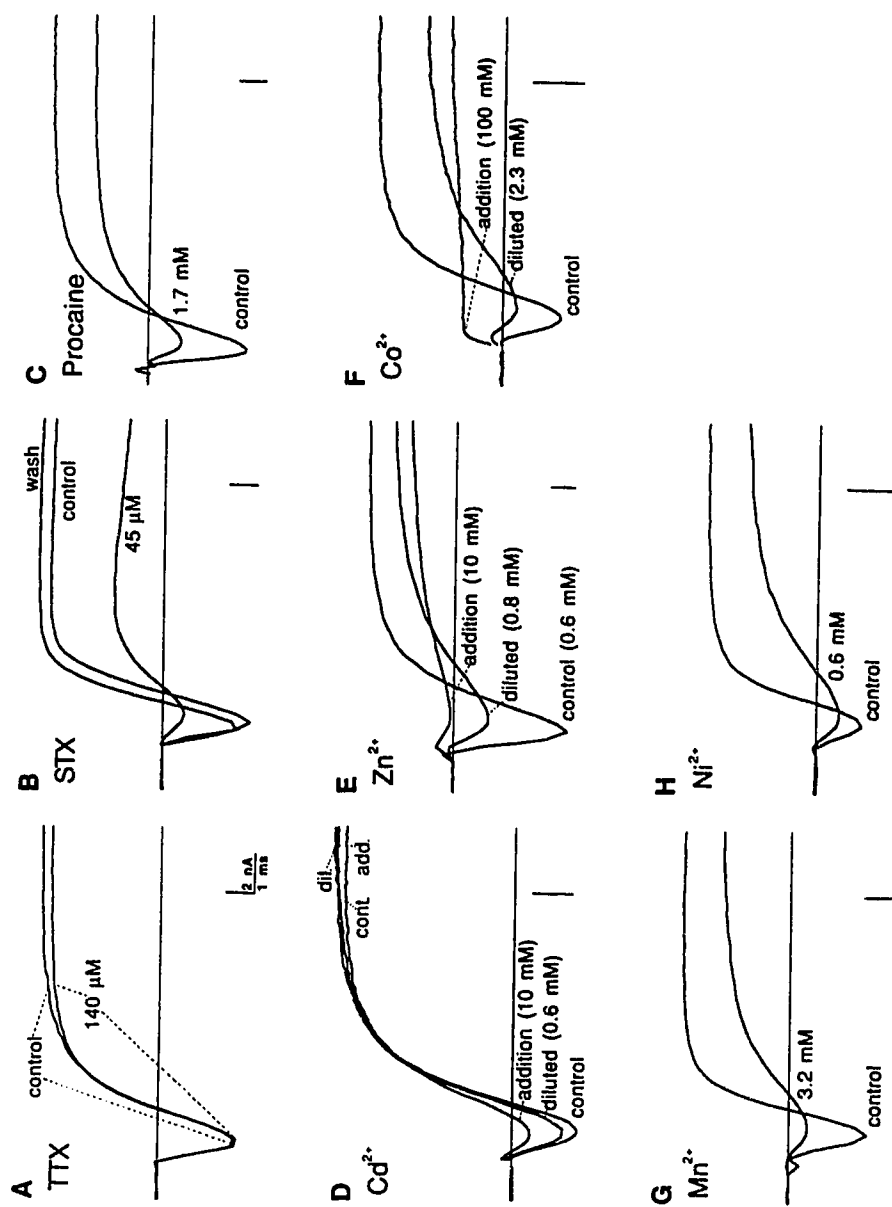 A
TTX
control
140 µM
2 nA
1 ms
B
STX
wash
control
45 µM
C
Procaine
1.7 mM
control
D
Cd2+
dil.
add.
cont.
addition (10 mM)
diluted (0.6 mM)
control
E
Zn2+
addition (10 mM)
diluted (0.8 mM)
control (0.6 mM)
F
Co2+
addition (100 mM)
diluted (2.3 mM)
control
G
Mn2+
3.2 mM
control
H
Ni2+
0.6 mM
control